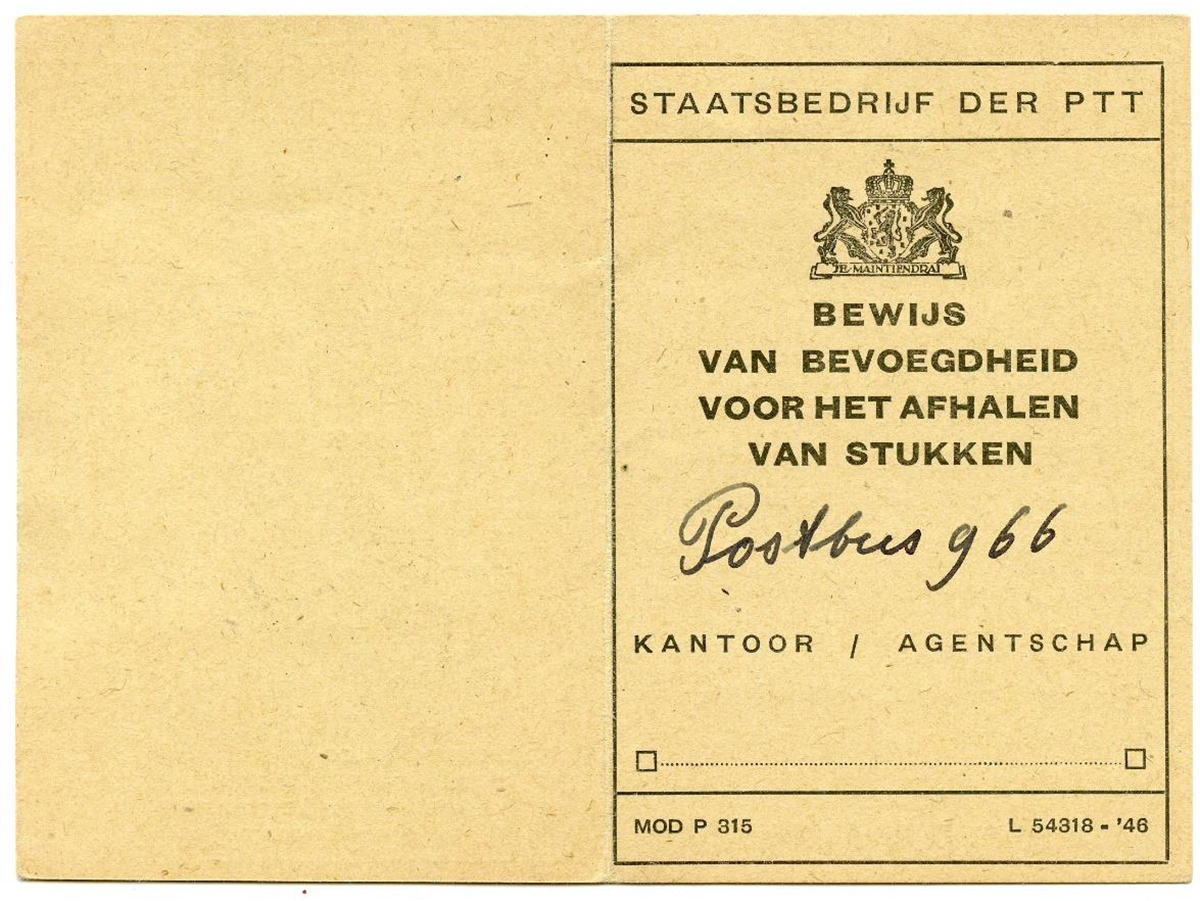 STAATSBEDRIJF DER PTT
JE MAINTIENDRAI
BEWIJS
VAN BEVOEGDHEID
VOOR HET AFHALEN
VAN STUKKEN
Postbus 966
KANTOOR / AGENTSCHAP
MOD P 315 L 54318 - '46